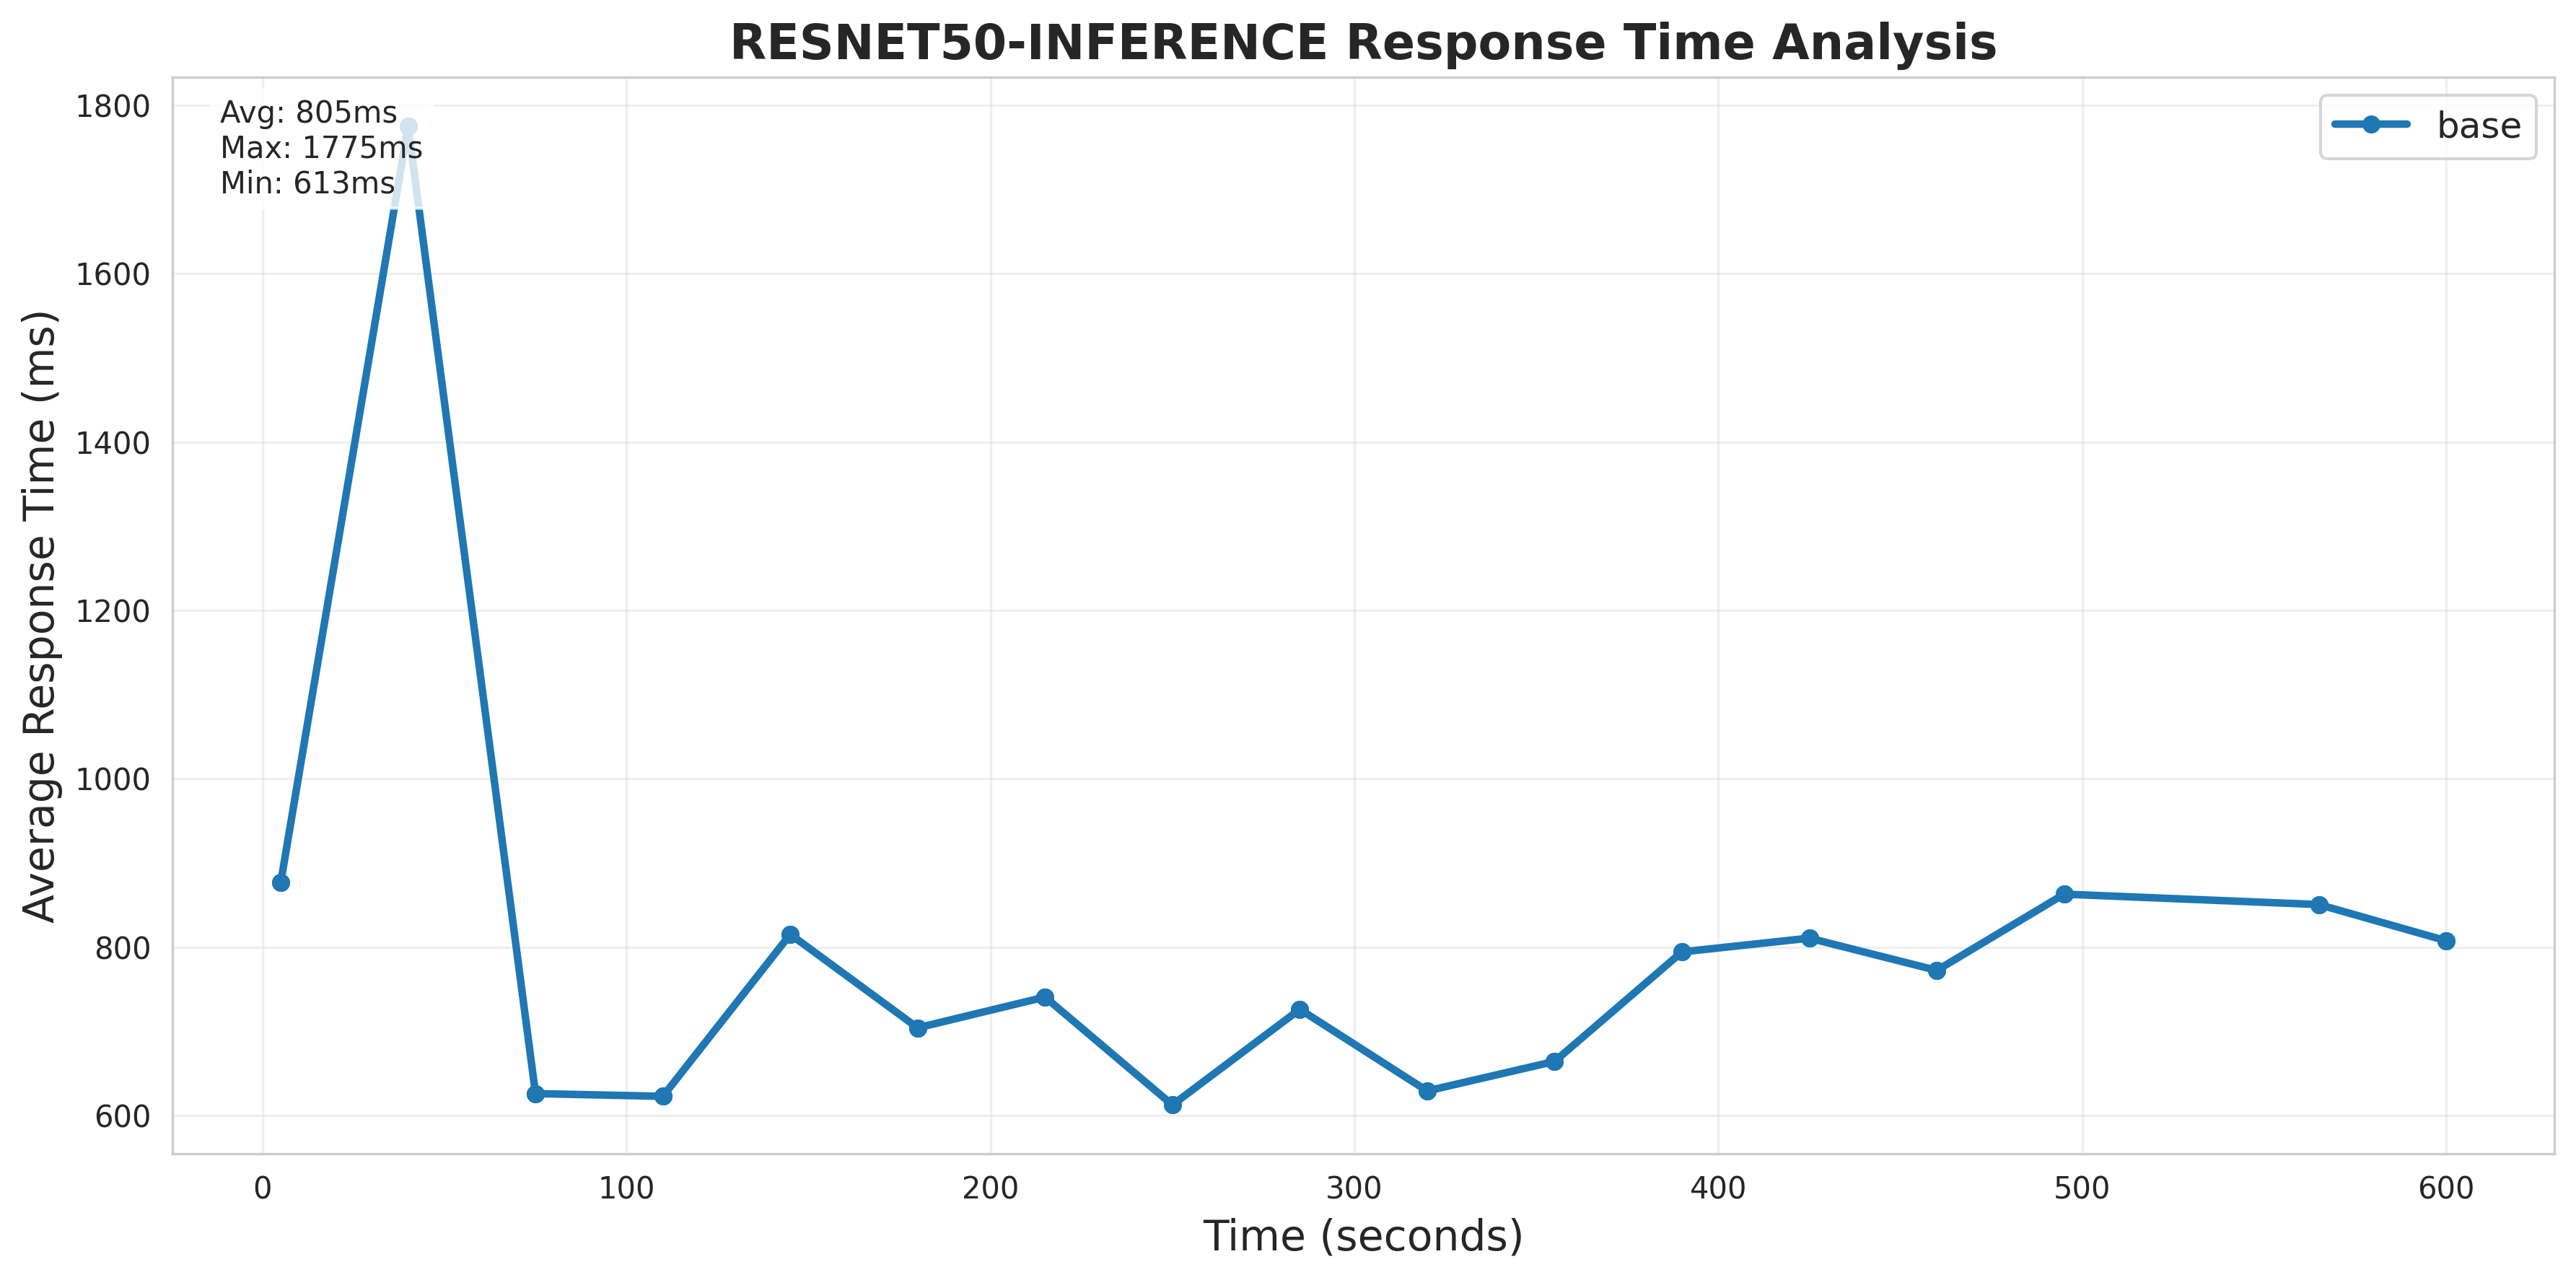 RESNET50-INFERENCE Response Time Analysis
Avg: 805ms
Max: 1775ms
Min: 613ms
base
Average Response Time (ms)
1800
1600
1400
1200
1000
800
600
0 100 200 300 400 500 600
Time (seconds)